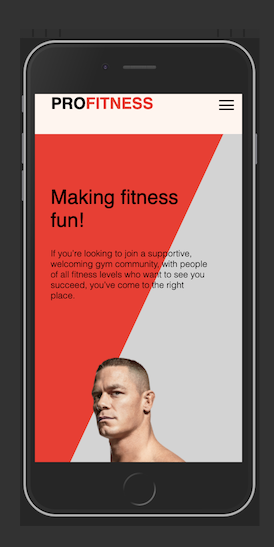 PROFITNESS
Making fitness
fun!
If you're looking to join a supportive,
welcoming gym community, with people
of all fitness levels who want to see you
succeed, you've come to the right
place.